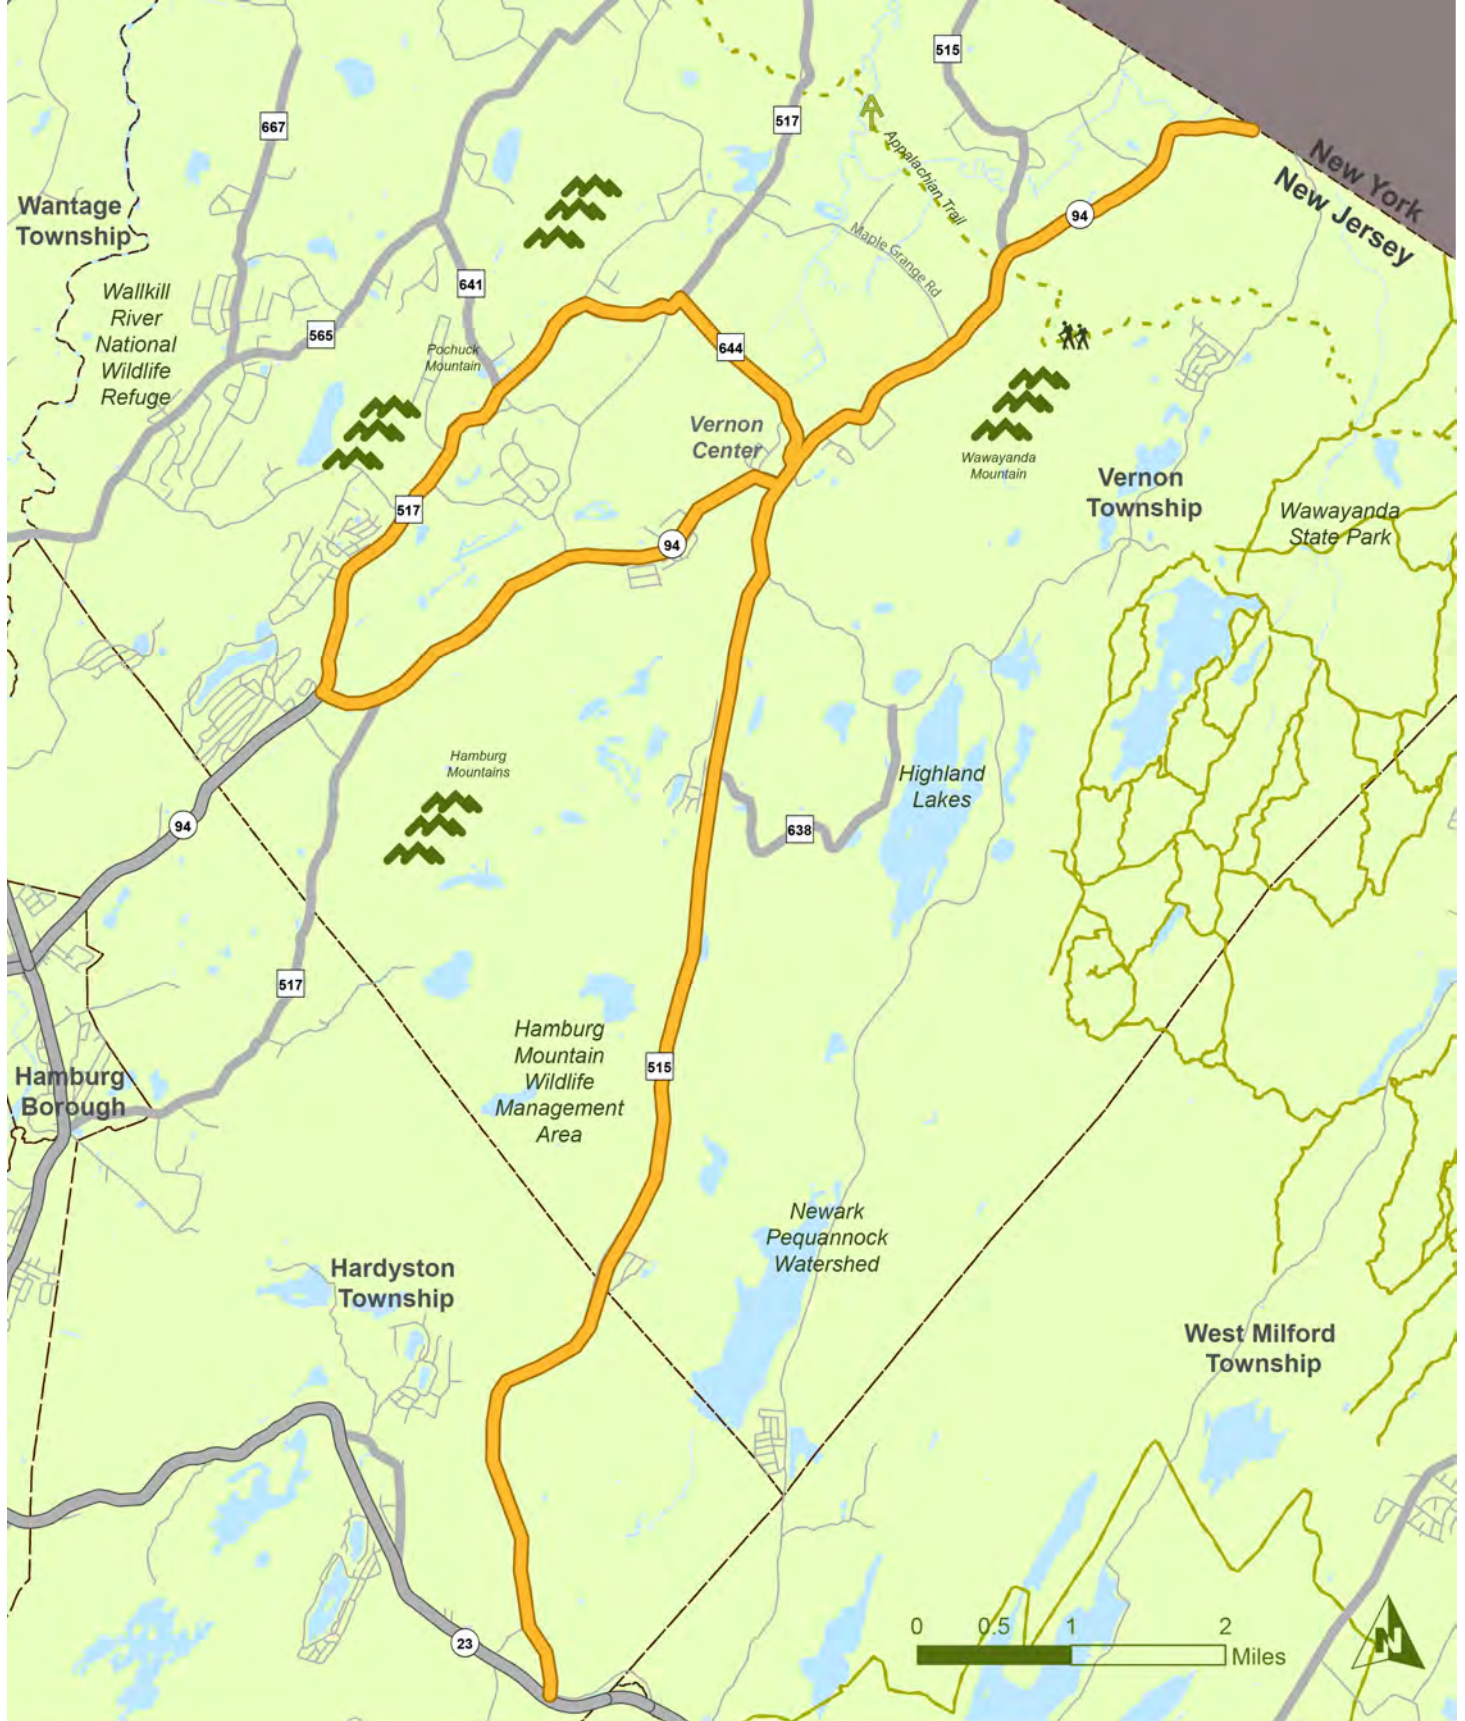 515
517
667
Appalachian Trail
New York
New Jersey
Wantage
Township
94
Maple Grange Rd
Wallkill
River
National
Wildlife
Refuge
641
565
Pochuck
Mountain
644
Vernon
Center
Wawayanda
Mountain
Vernon
Township
Wawayanda
State Park
517
94
Hamburg
Mountains
Highland
Lakes
94
638
517
Hamburg
Mountain
Wildlife
Management
Area
515
Hamburg
Borough
Newark
Pequannock
Watershed
Hardyston
Township
West Milford
Township
0 0.5 1 2
Miles
N
23